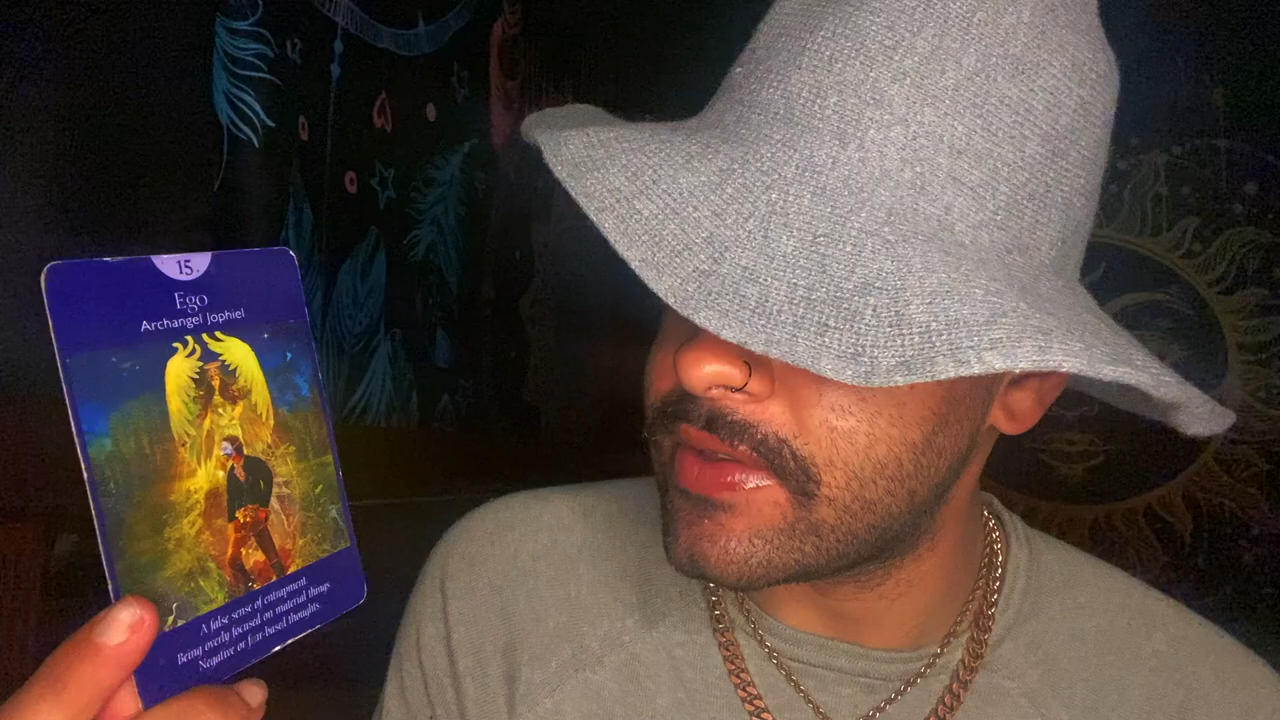 15.
Ego
Archangel Jophiel
A false sense of entrapment.
Being overly focused on material things.
Negative or fear-based thoughts.